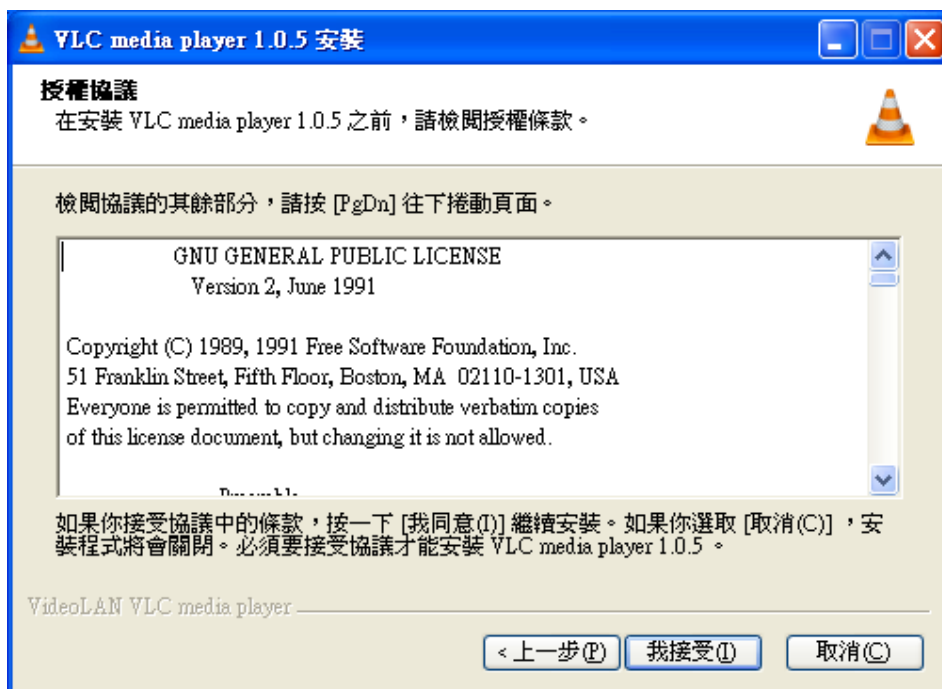 VLC media player 1.0.5 安裝
授權協議
在安裝 VLC media player 1.0.5 之前，請檢閱授權條款。
檢閱協議的其餘部分，請按 [PgDn] 往下捲動頁面。
GNU GENERAL PUBLIC LICENSE
Version 2, June 1991
Copyright (C) 1989, 1991 Free Software Foundation, Inc.
51 Franklin Street, Fifth Floor, Boston, MA  02110-1301, USA
Everyone is permitted to copy and distribute verbatim copies
of this license document, but changing it is not allowed.
如果你接受協議中的條款，按一下 [我同意(I)] 繼續安裝。如果你選取 [取消(C)] ，安
裝程式將會關閉。必須要接受協議才能安裝 VLC media player 1.0.5 。
VideoLAN VLC media player
< 上一步(P) 我接受(I) 取消(C)